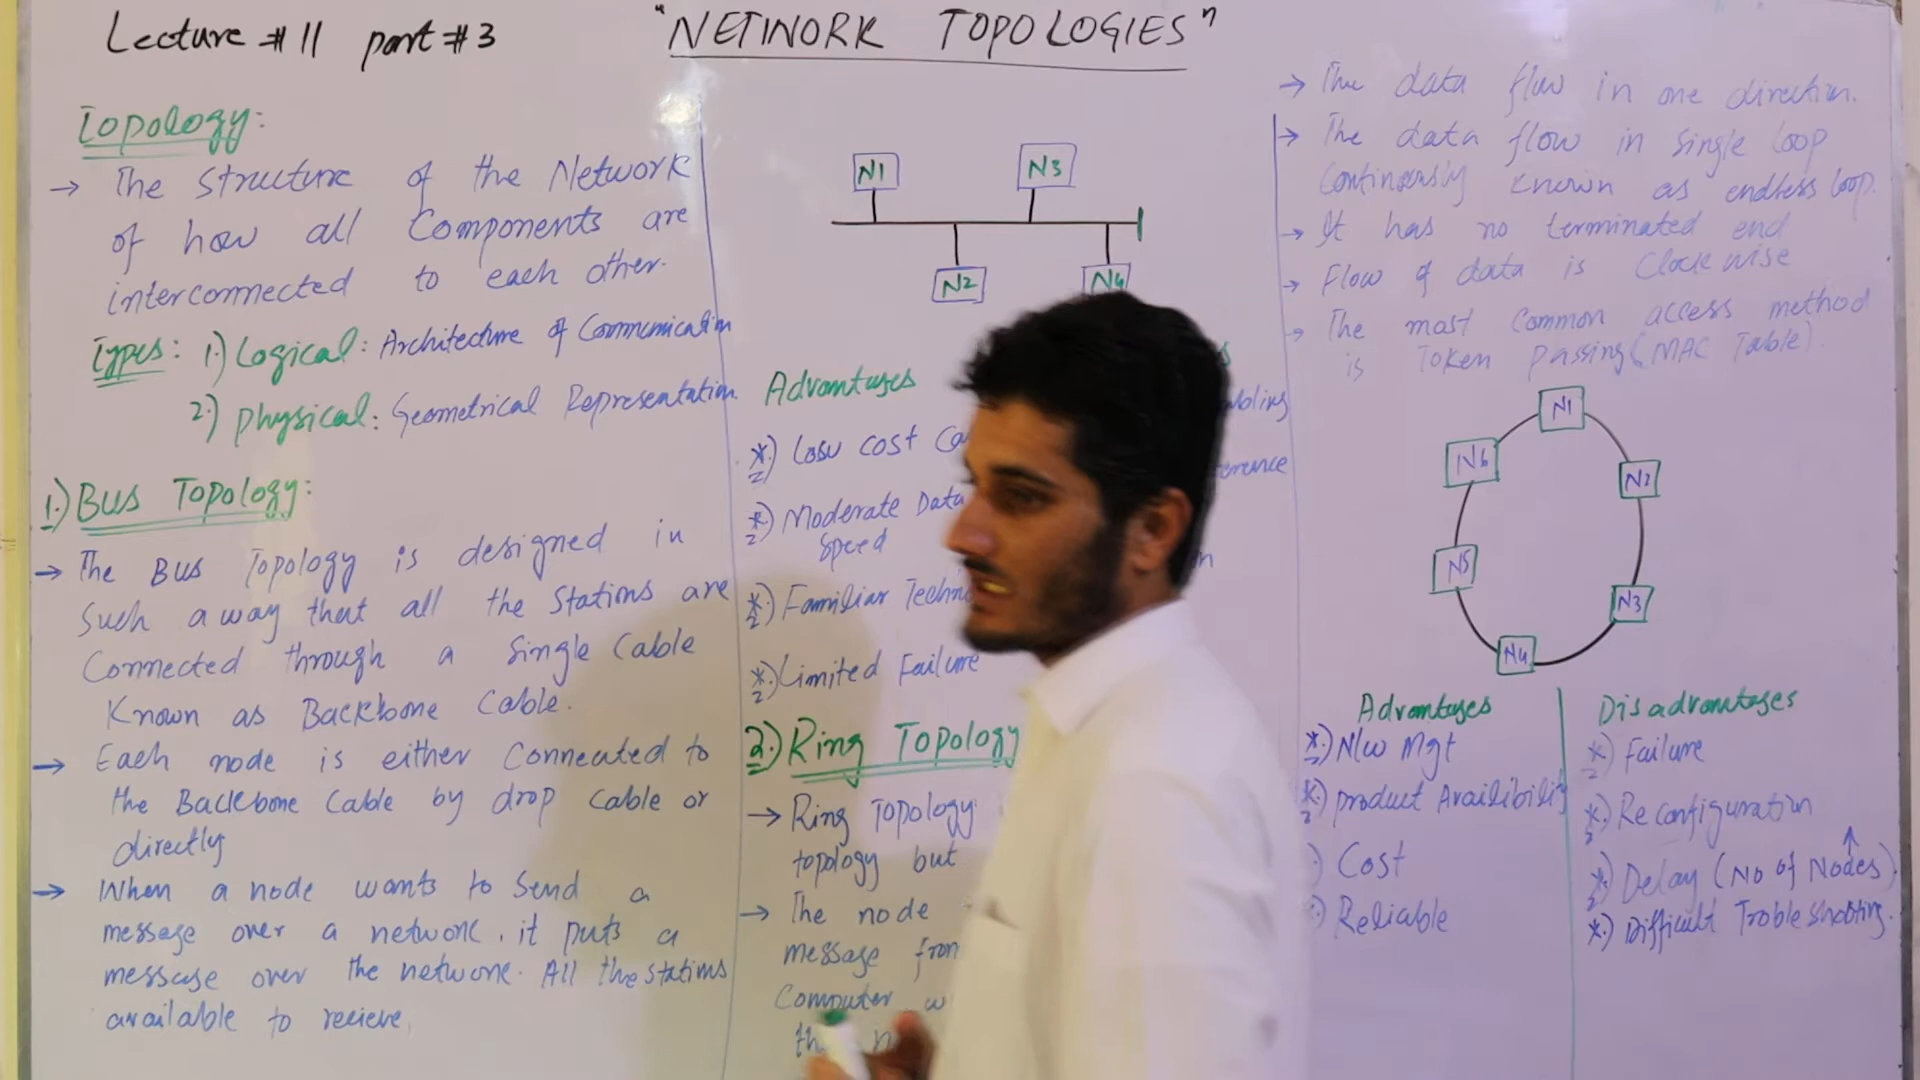 Lecture #11 part #3
"NETWORK TOPOLOGIES"
Topology:
→ The structure of the Network
of how all Components are
interconnected to each other.
Types: 1.) Logical: Architecture of Communication
2.) physical: Geometrical Representation
1.) Bus Topology:
→ The Bus Topology is designed in
Such a way that all the Stations are
Connected through a Single Cable
Known as Backbone Cable.
→ Each node is either Connected to
the Backbone Cable by drop cable or
directly
→ When a node wants to Send a
message over a network, it puts a
message over the network. All the stations
available to recieve,
N1
N3
N2
N4
Advantages
*) Low cost
*) Moderate Data
Speed
*) Familiar
*) Limited Failure
2.) Ring Topology
→ Ring Topology
topology but
→ The node
message from
Computer
→ The data flow in one direction.
→ The data flow in single loop
Continously known as endless loop.
→ It has no terminated end
→ Flow of data is Clockwise
→ The most Common access method
is Token passing (MAC Table).
N1
N6
N2
N5
N3
N4
Advantages
*) N/w Mgt
*) product Availibility
) Cost
) Reliable
Disadvantages
*) Failure
*) Reconfiguration
*) Delay (No of Nodes)
*) Difficult Trobleshooting.